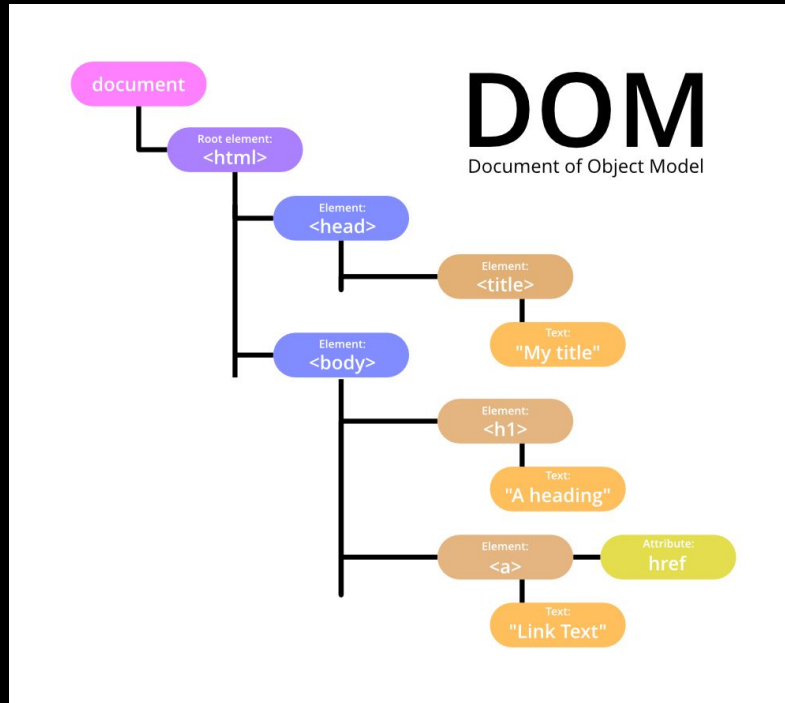 document
DOM
Document of Object Model
Root element:
<html>
Element:
<head>
Element:
<title>
Text:
"My title"
Element:
<body>
Element:
<h1>
Text:
"A heading"
Element:
<a>
Attribute:
href
Text:
"Link Text"